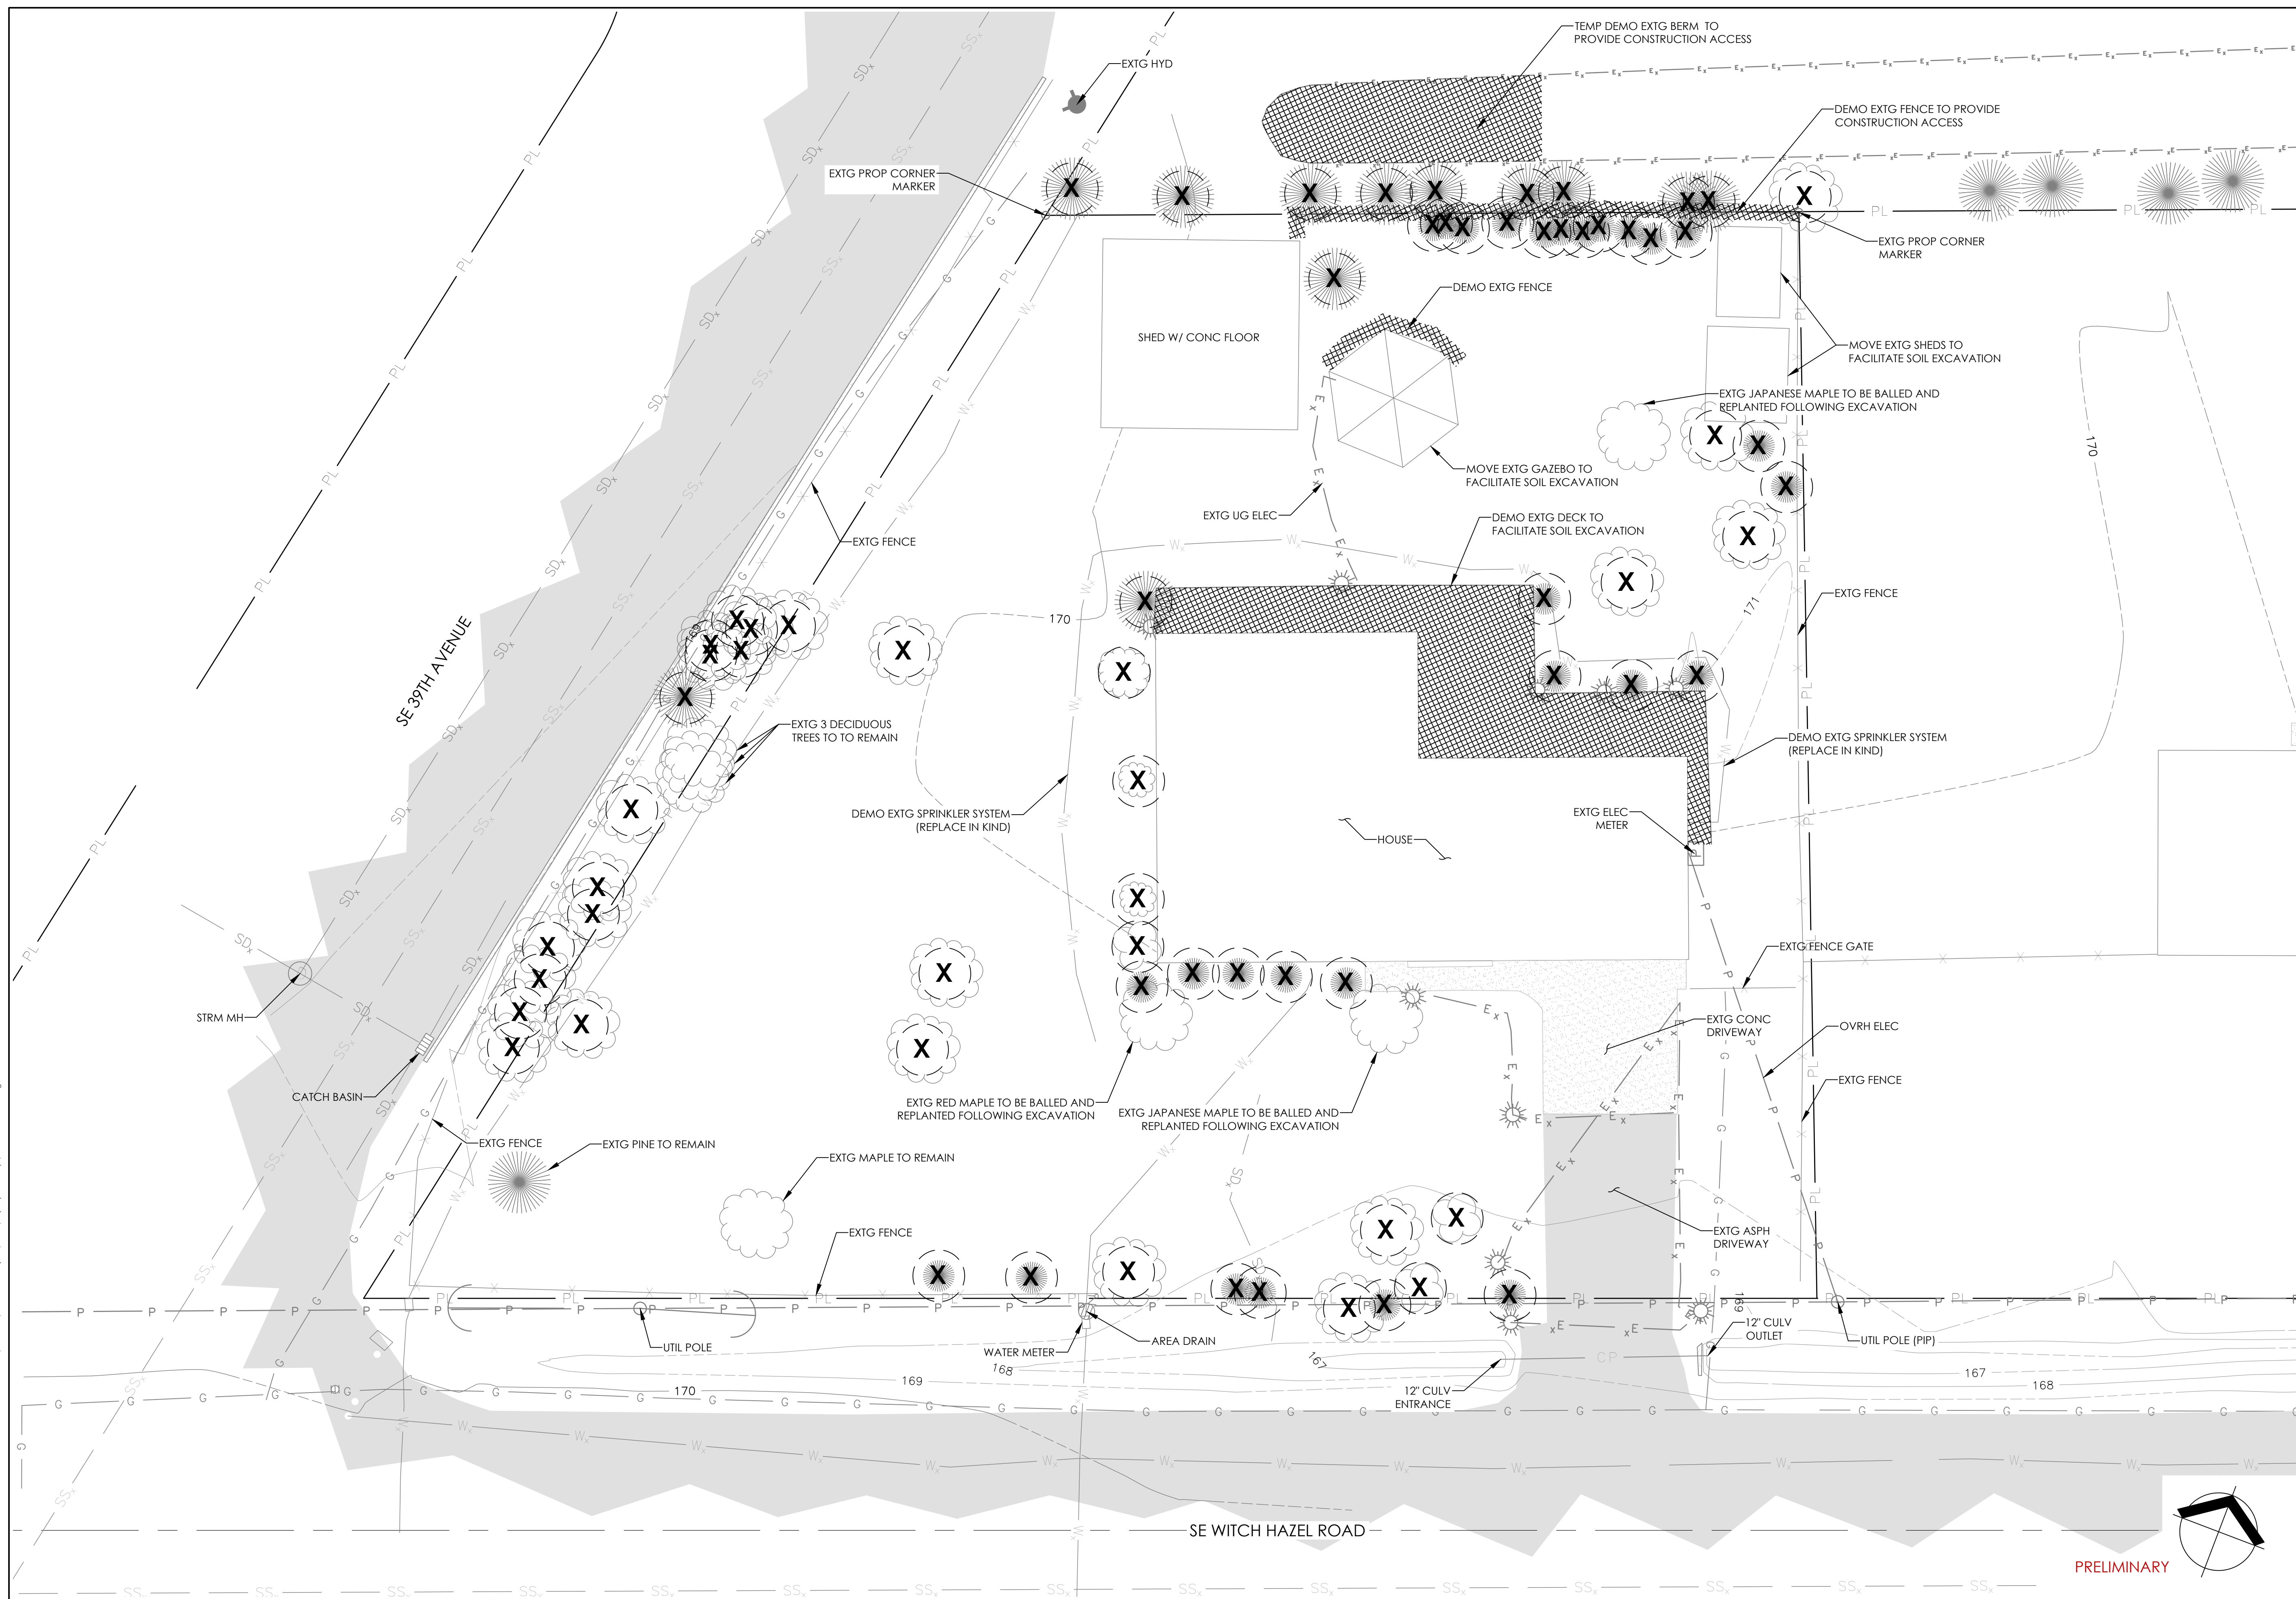 TEMP DEMO EXTG BERM TO
PROVIDE CONSTRUCTION ACCESS
EXTG HYD
DEMO EXTG FENCE TO PROVIDE
CONSTRUCTION ACCESS
EXTG PROP CORNER
MARKER
EXTG PROP CORNER
MARKER
DEMO EXTG FENCE
SHED W/ CONC FLOOR
MOVE EXTG SHEDS TO
FACILITATE SOIL EXCAVATION
EXTG JAPANESE MAPLE TO BE BALLED AND
REPLANTED FOLLOWING EXCAVATION
170
MOVE EXTG GAZEBO TO
FACILITATE SOIL EXCAVATION
EXTG UG ELEC
DEMO EXTG DECK TO
FACILITATE SOIL EXCAVATION
EXTG FENCE
EXTG FENCE
171
170
169
SE 39TH AVENUE
EXTG 3 DECIDUOUS
TREES TO TO REMAIN
DEMO EXTG SPRINKLER SYSTEM
(REPLACE IN KIND)
DEMO EXTG SPRINKLER SYSTEM
(REPLACE IN KIND)
EXTG ELEC
METER
HOUSE
EXTG FENCE GATE
STRM MH
EXTG CONC
DRIVEWAY
OVRH ELEC
CATCH BASIN
EXTG RED MAPLE TO BE BALLED AND
REPLANTED FOLLOWING EXCAVATION
EXTG JAPANESE MAPLE TO BE BALLED AND
REPLANTED FOLLOWING EXCAVATION
EXTG FENCE
EXTG FENCE
EXTG PINE TO REMAIN
EXTG MAPLE TO REMAIN
EXTG FENCE
EXTG ASPH
DRIVEWAY
169
12" CULV
OUTLET
UTIL POLE
WATER METER
AREA DRAIN
UTIL POLE (PIP)
168
167
169
170
12" CULV
ENTRANCE
CP
167
168
SE WITCH HAZEL ROAD
PRELIMINARY